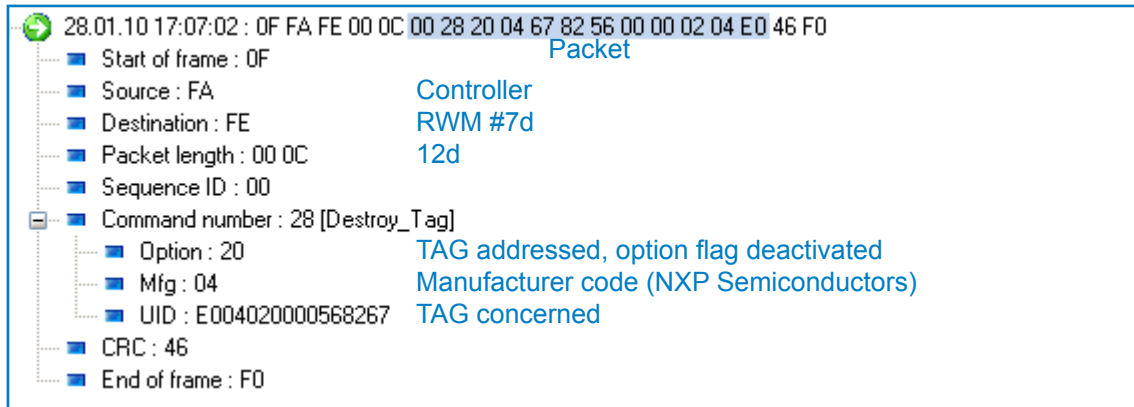 28.01.10 17:07:02 : 0F FA FE 00 0C 00 28 20 04 67 82 56 00 00 02 04 E0 46 F0
Packet
Start of frame : 0F
Source : FA Controller
Destination : FE RWM #7d
Packet length : 00 0C 12d
Sequence ID : 00
Command number : 28 [Destroy_Tag]
Option : 20 TAG addressed, option flag deactivated
Mfg : 04 Manufacturer code (NXP Semiconductors)
UID : E004020000568267 TAG concerned
CRC : 46
End of frame : F0